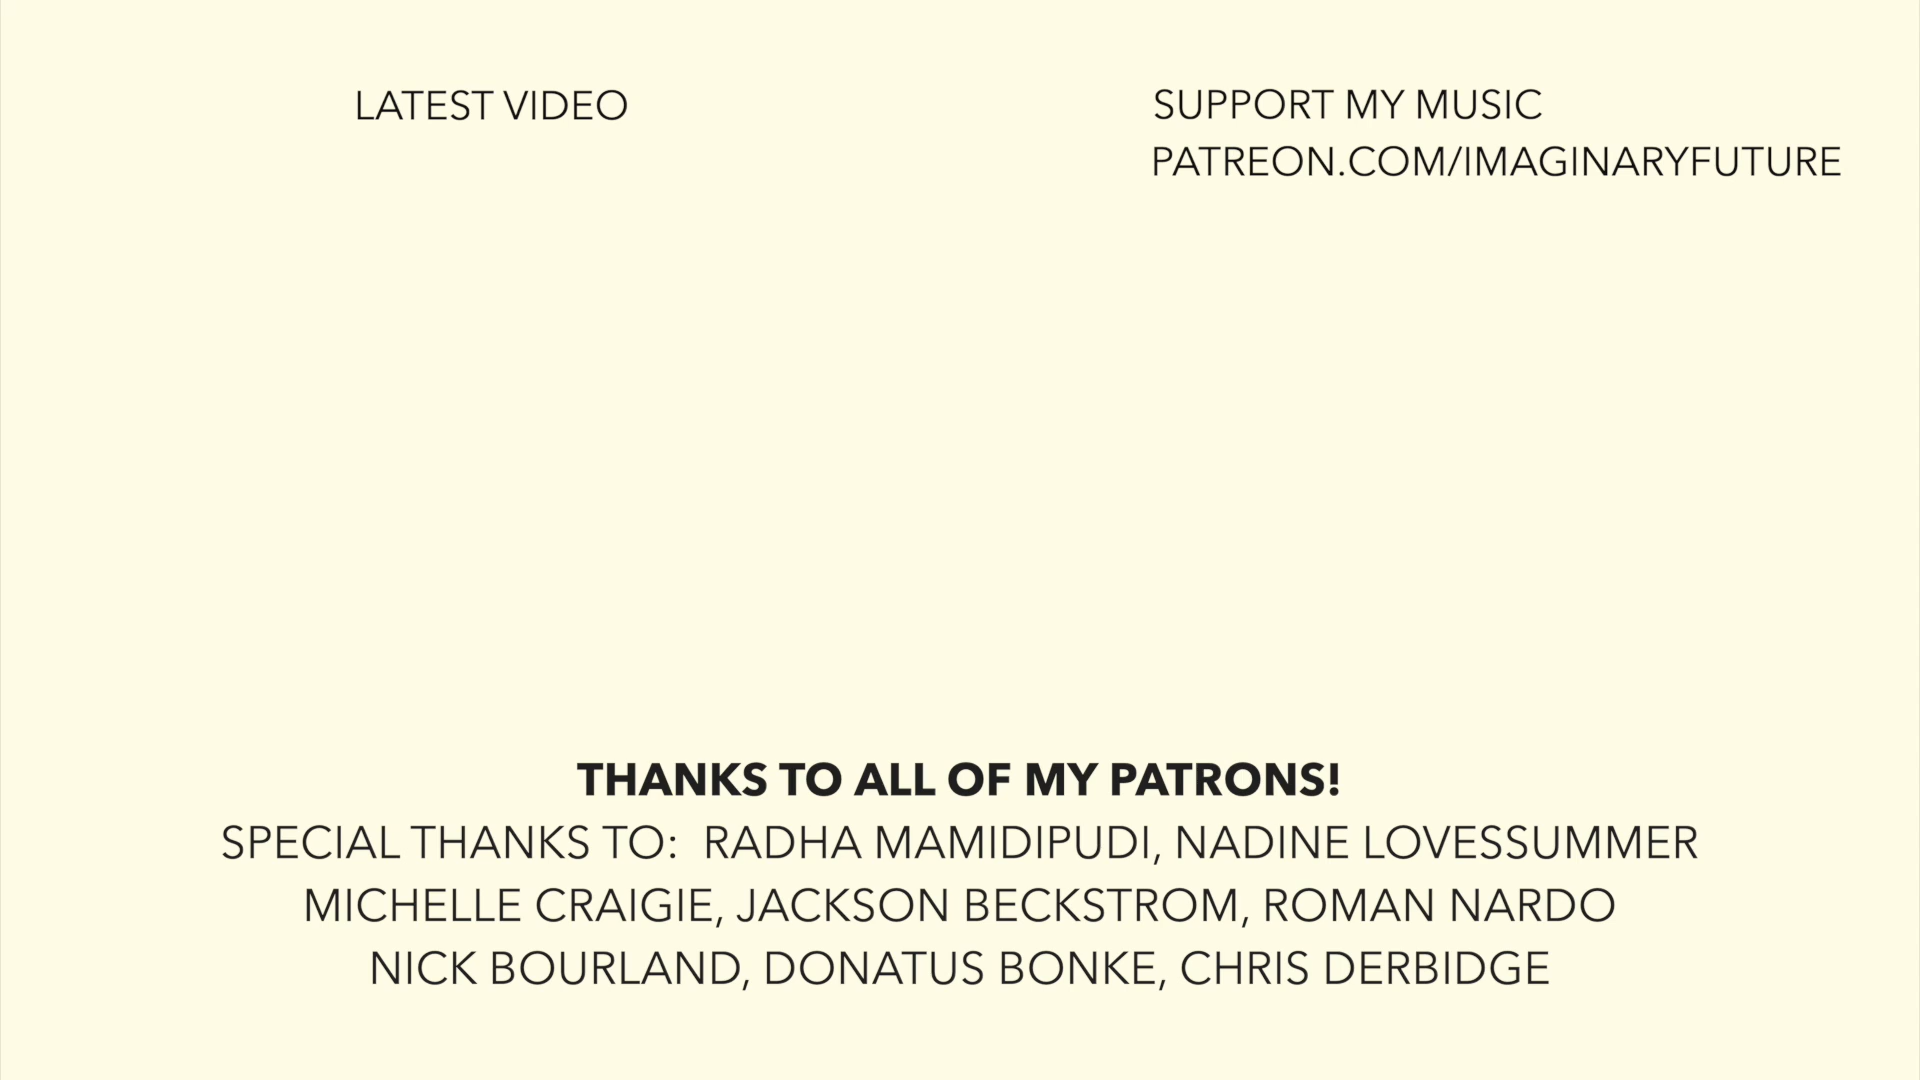 LATEST VIDEO
SUPPORT MY MUSIC
PATREON.COM/IMAGINARYFUTURE
THANKS TO ALL OF MY PATRONS!
SPECIAL THANKS TO:  RADHA MAMIDIPUDI, NADINE LOVESSUMMER
MICHELLE CRAIGIE, JACKSON BECKSTROM, ROMAN NARDO
NICK BOURLAND, DONATUS BONKE, CHRIS DERBIDGE